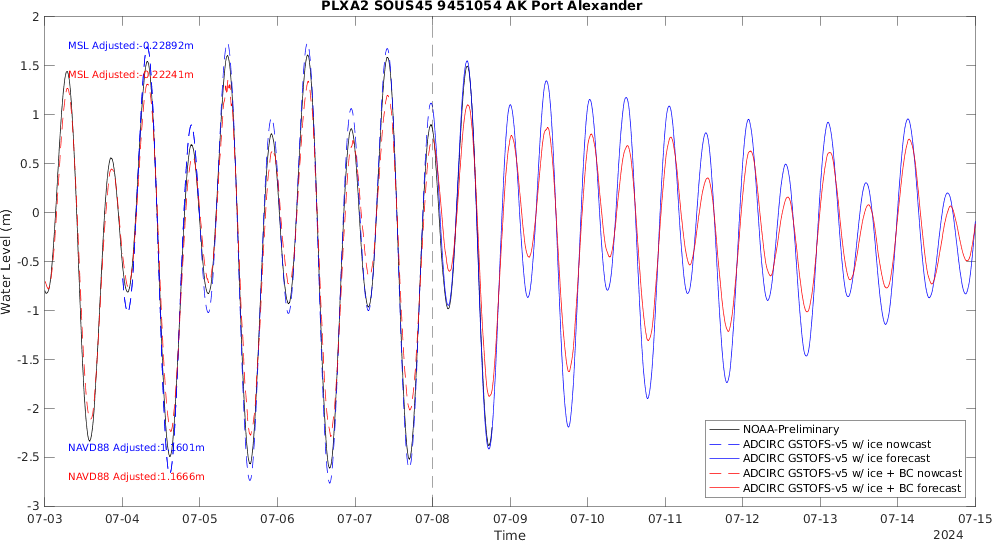 PLXA2 SOUS45 9451054 AK Port Alexander
2
1.5
1
0.5
0
-0.5
-1
-1.5
-2
-2.5
-3
Water Level (m)
MSL Adjusted:-0.22892m
MSL Adjusted:-0.22241m
NAVD88 Adjusted:1.1601m
NAVD88 Adjusted:1.1666m
NOAA-Preliminary
ADCIRC GSTOFS-v5 w/ ice nowcast
ADCIRC GSTOFS-v5 w/ ice forecast
ADCIRC GSTOFS-v5 w/ ice + BC nowcast
ADCIRC GSTOFS-v5 w/ ice + BC forecast
07-03 07-04 07-05 07-06 07-07 07-08 07-09 07-10 07-11 07-12 07-13 07-14 07-15
Time
2024